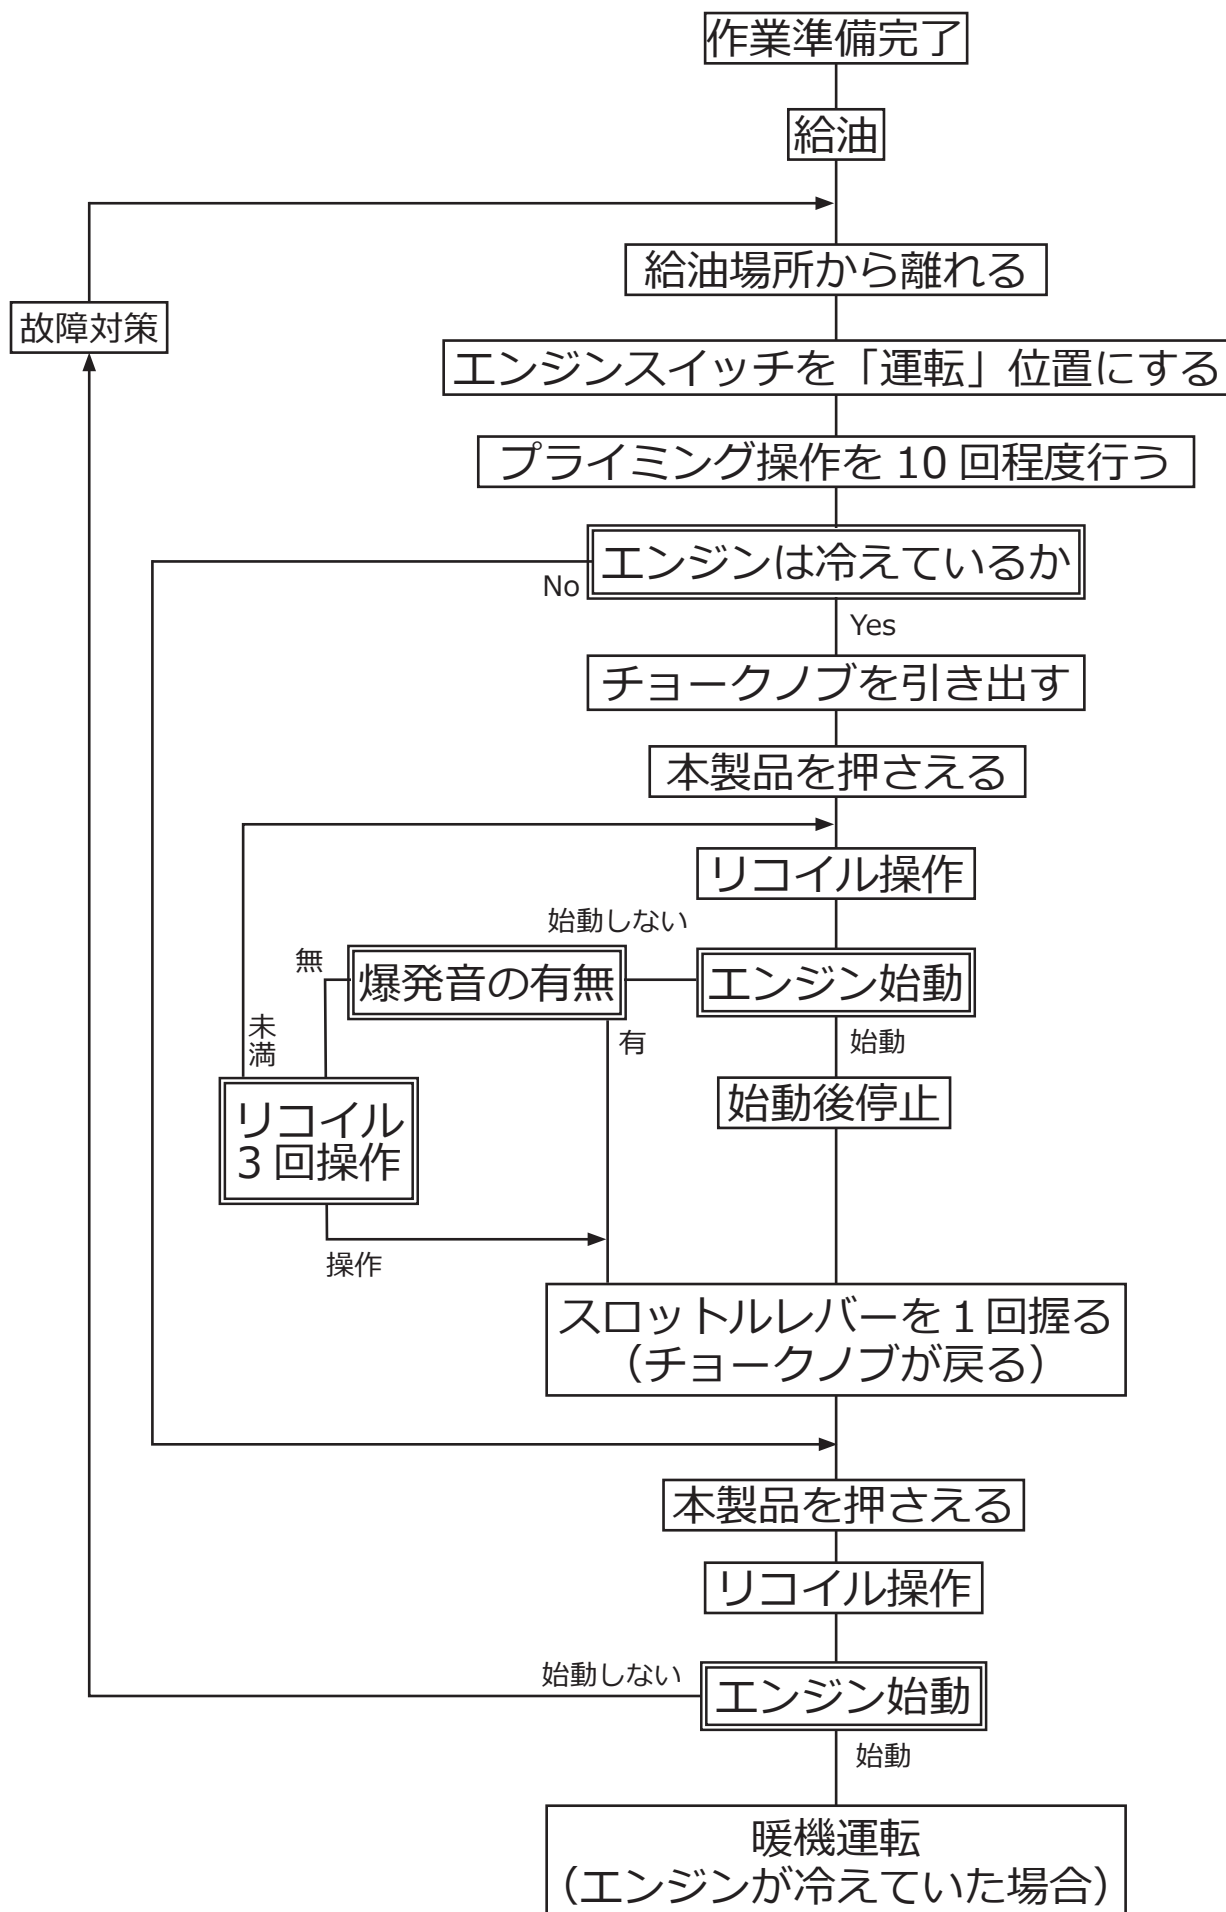 作業準備完了
給油
給油場所から離れる
故障対策
エンジンスイッチを「運転」位置にする
プライミング操作を 10 回程度行う
エンジンは冷えているか
No
Yes
チョークノブを引き出す
本製品を押さえる
リコイル操作
始動しない
無
爆発音の有無
エンジン始動
未満
有
始動
リコイル
3 回操作
始動後停止
操作
スロットルレバーを 1 回握る
（チョークノブが戻る）
本製品を押さえる
リコイル操作
始動しない
エンジン始動
始動
暖機運転
（エンジンが冷えていた場合）